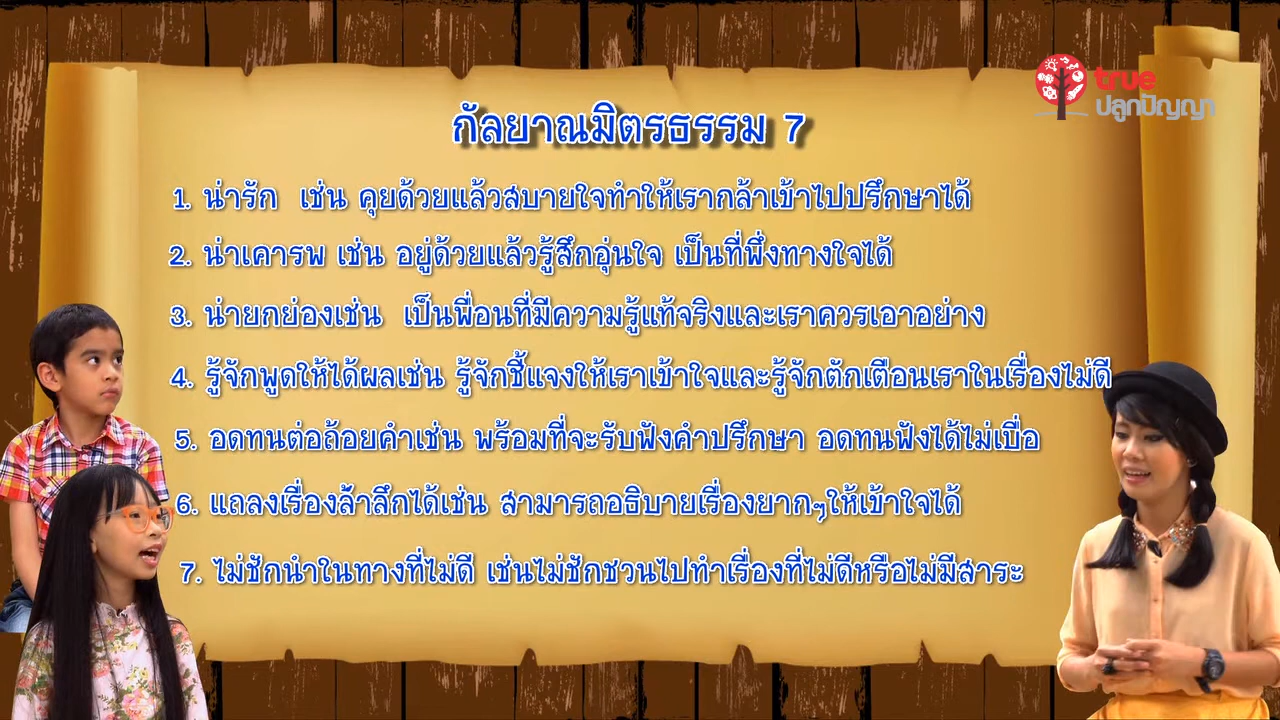 true
ปลูกปัญญา
กัลยาณมิตรธรรม 7
1. น่ารัก เช่น คุยด้วยแล้วสบายใจทำให้เรากล้าเข้าไปปรึกษาได้
2. น่าเคารพ เช่น อยู่ด้วยแล้วรู้สึกอุ่นใจ เป็นที่พึ่งทางใจได้
3. น่ายกย่องเช่น เป็นพื่อนที่มีความรู้แท้จริงและเราควรเอาอย่าง
4. รู้จักพูดให้ได้ผลเช่น รู้จักชี้แจงให้เราเข้าใจและรู้จักตักเตือนเราในเรื่องไม่ดี
5. อดทนต่อถ้อยคำเช่น พร้อมที่จะรับฟังคำปรึกษา อดทนฟังได้ไม่เบื่อ
6. แถลงเรื่องล้ำลึกได้เช่น สามารถอธิบายเรื่องยากๆให้เข้าใจได้
7. ไม่ชักนำในทางที่ไม่ดี เช่นไม่ชักชวนไปทำเรื่องที่ไม่ดีหรือไม่มีสาระ